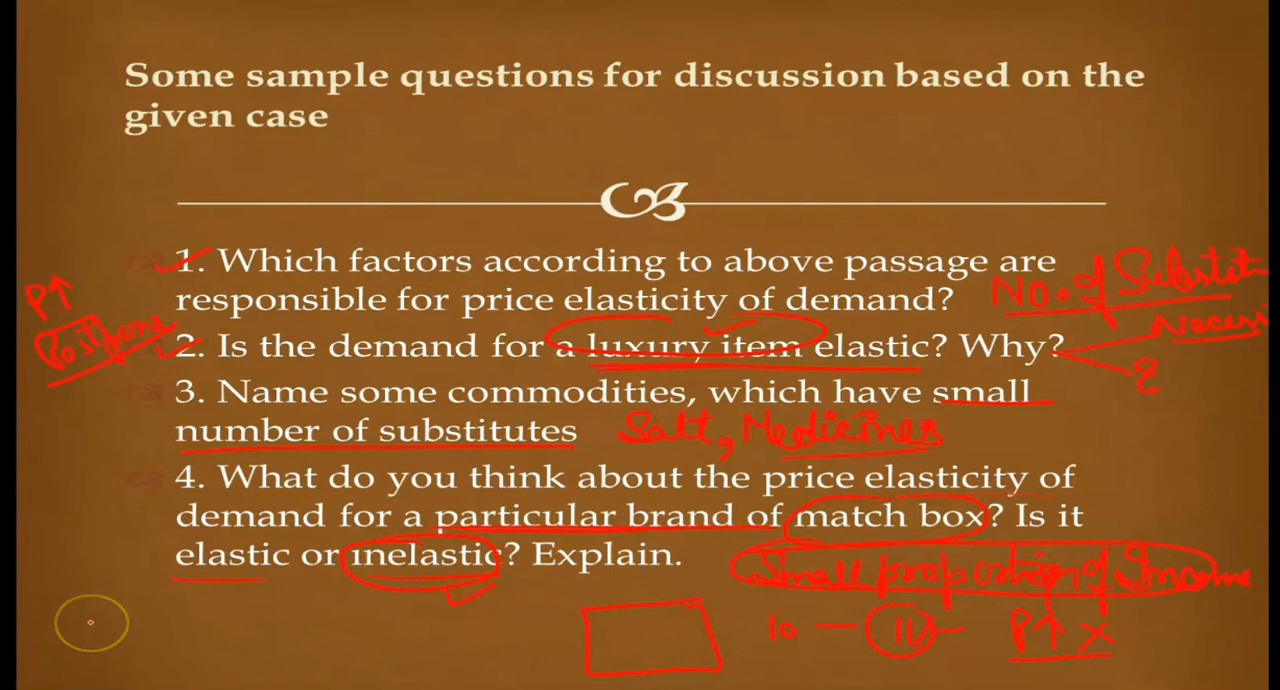 Some sample questions for discussion based on the
given case
1. Which factors according to above passage are
responsible for price elasticity of demand? No. of Substit
P↑
Postpone
Necessi
2. Is the demand for a luxury item elastic? Why?
E
3. Name some commodities, which have small
number of substitutes Salt, Medicines
4. What do you think about the price elasticity of
demand for a particular brand of match box? Is it
elastic or inelastic? Explain.
Small proportion of Income
10 — 11 — P↑ X